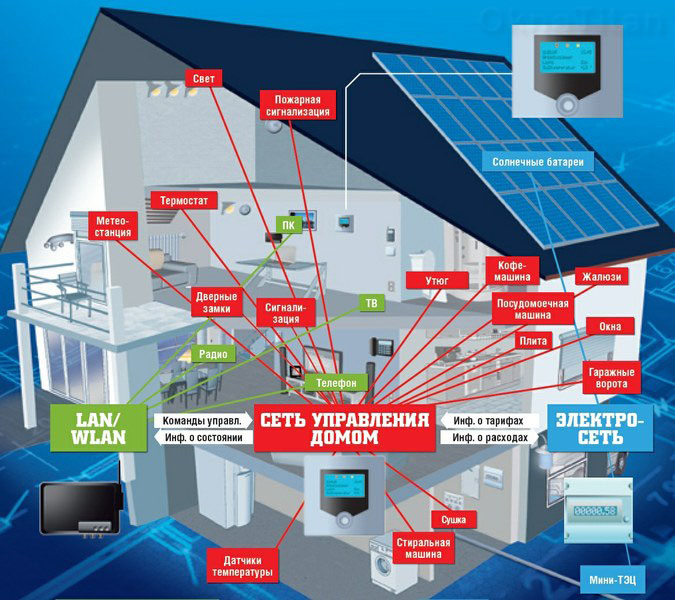 Свет
Пожарная
сигнализация
Солнечные батареи
Термостат
Метео-
станция
ПК
Кофе-
машина
Утюг
Жалюзи
Дверные
замки
Сигнали-
зация
ТВ
Посудомоечная
машина
Плита
Окна
Радио
Телефон
Гаражные
ворота
LAN/
WLAN
Команды управл.
Инф. о состоянии
СЕТЬ УПРАВЛЕНИЯ
ДОМОМ
Инф. о тарифах
Инф. о расходах
ЭЛЕКТРО-
СЕТЬ
00000.58
Сушка
Стиральная
машина
Датчики
температуры
Мини-ТЭЦ